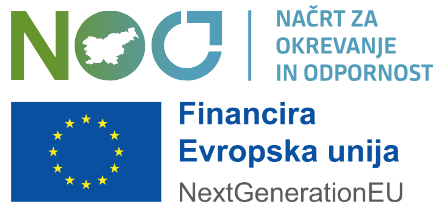 NOO
NAČRT ZA
OKREVANJE
IN ODPORNOST
Financira
Evropska unija
NextGenerationEU